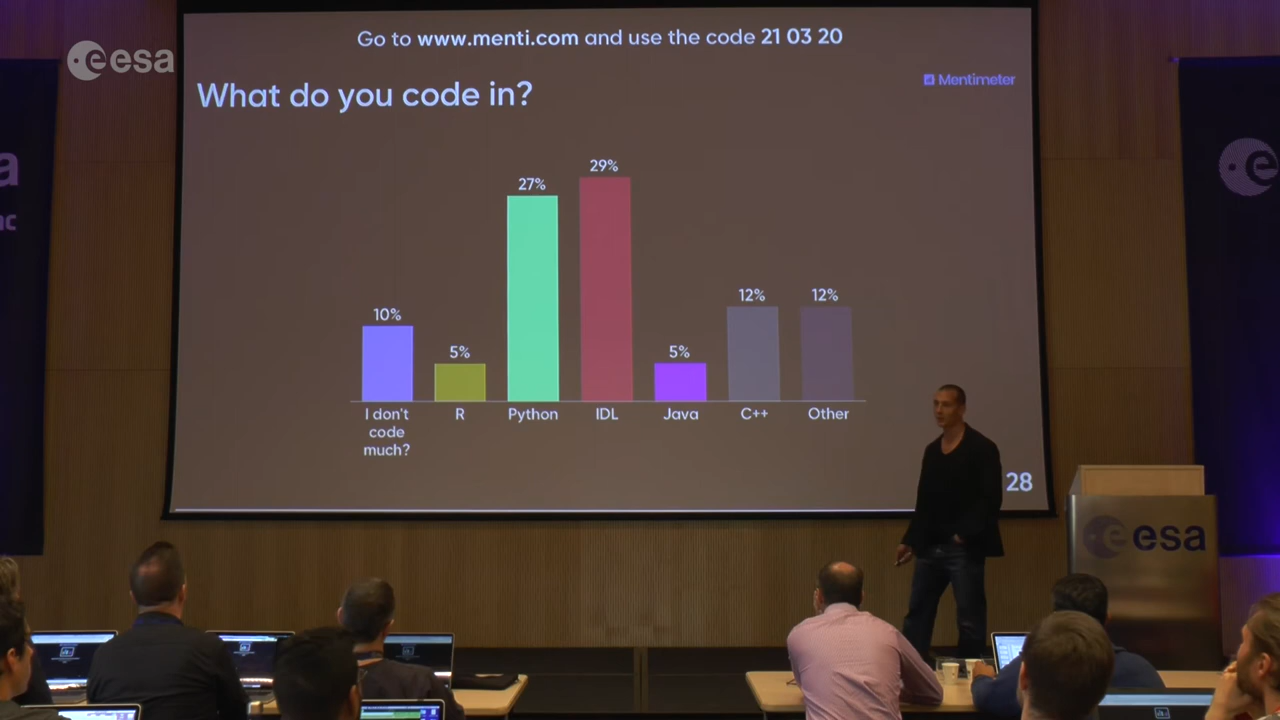 esa
Go to www.menti.com and use the code 21 03 20
Mentimeter
What do you code in?
29%
27%
12%
12%
10%
5%
5%
I don't code much?
R
Python
IDL
Java
C++
Other
28
esa